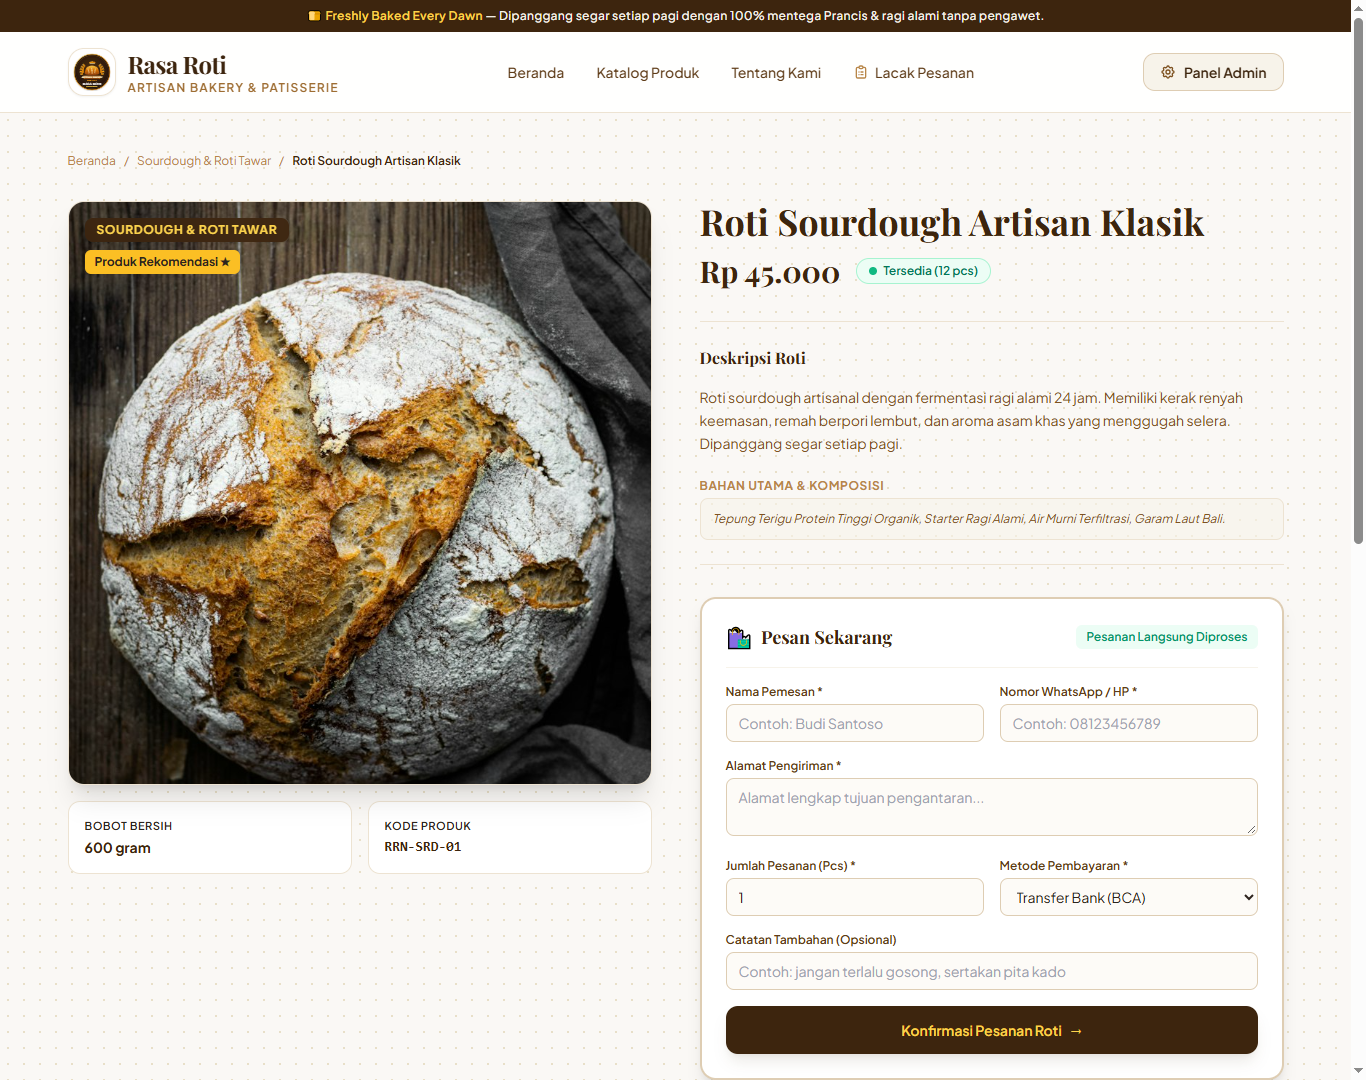 Freshly Baked Every Dawn — Dipanggang segar setiap pagi dengan 100% mentega Prancis & ragi alami tanpa pengawet.
Rasa Roti
ARTISAN BAKERY & PATISSERIE
Beranda
Katalog Produk
Tentang Kami
Lacak Pesanan
Panel Admin
Beranda / Sourdough & Roti Tawar / Roti Sourdough Artisan Klasik
SOURDOUGH & ROTI TAWAR
Produk Rekomendasi ★
BOBOT BERSIH
600 gram
KODE PRODUK
RRN-SRD-01
Roti Sourdough Artisan Klasik
Rp 45.000
Tersedia (12 pcs)
Deskripsi Roti
Roti sourdough artisanal dengan fermentasi ragi alami 24 jam. Memiliki kerak renyah
keemasan, remah berpori lembut, dan aroma asam khas yang menggugah selera.
Dipanggang segar setiap pagi.
BAHAN UTAMA & KOMPOSISI
Tepung Terigu Protein Tinggi Organik, Starter Ragi Alami, Air Murni Terfiltrasi, Garam Laut Bali.
Pesan Sekarang
Pesanan Langsung Diproses
Nama Pemesan *
Contoh: Budi Santoso
Nomor WhatsApp / HP *
Contoh: 08123456789
Alamat Pengiriman *
Alamat lengkap tujuan pengantaran...
Jumlah Pesanan (Pcs) *
1
Metode Pembayaran *
Transfer Bank (BCA)
Catatan Tambahan (Opsional)
Contoh: jangan terlalu gosong, sertakan pita kado
Konfirmasi Pesanan Roti →